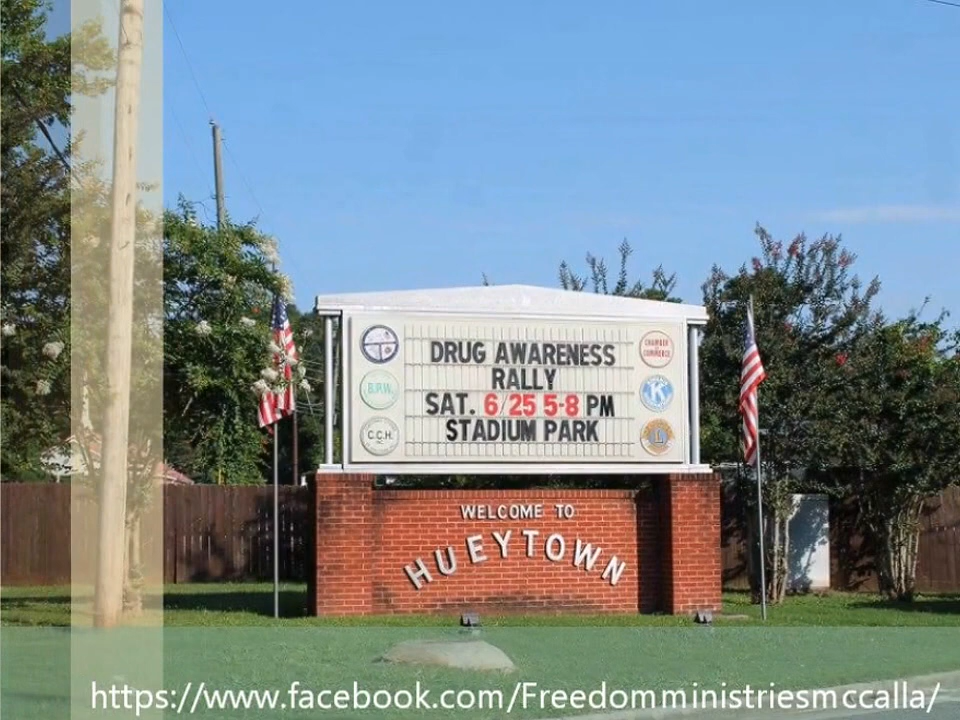 DRUG AWARENESS
RALLY
SAT. 6/25 5-8 PM
STADIUM PARK
CHAMBER
OF
COMMERCE
B.P.W.
K
C.C.H.
INC
L
WELCOME TO
HUEYTOWN
https://www.facebook.com/Freedomministriesmccalla/